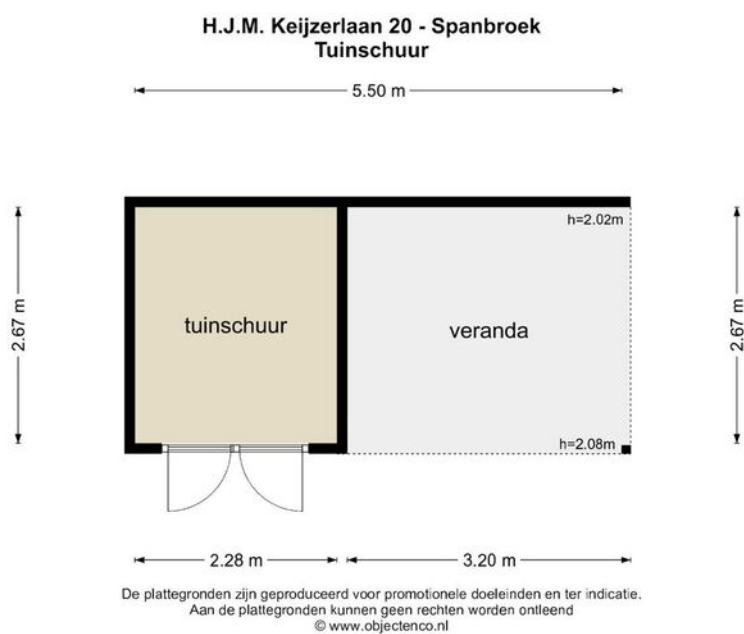 H.J.M. Keijzerlaan 20 - Spanbroek
Tuinschuur
5.50 m
h=2.02m
2.67 m
tuinschuur
veranda
2.67 m
h=2.08m
2.28 m
3.20 m
De plattegronden zijn geproduceerd voor promotionele doeleinden en ter indicatie.
Aan de plattegronden kunnen geen rechten worden ontleend
© www.objectenco.nl